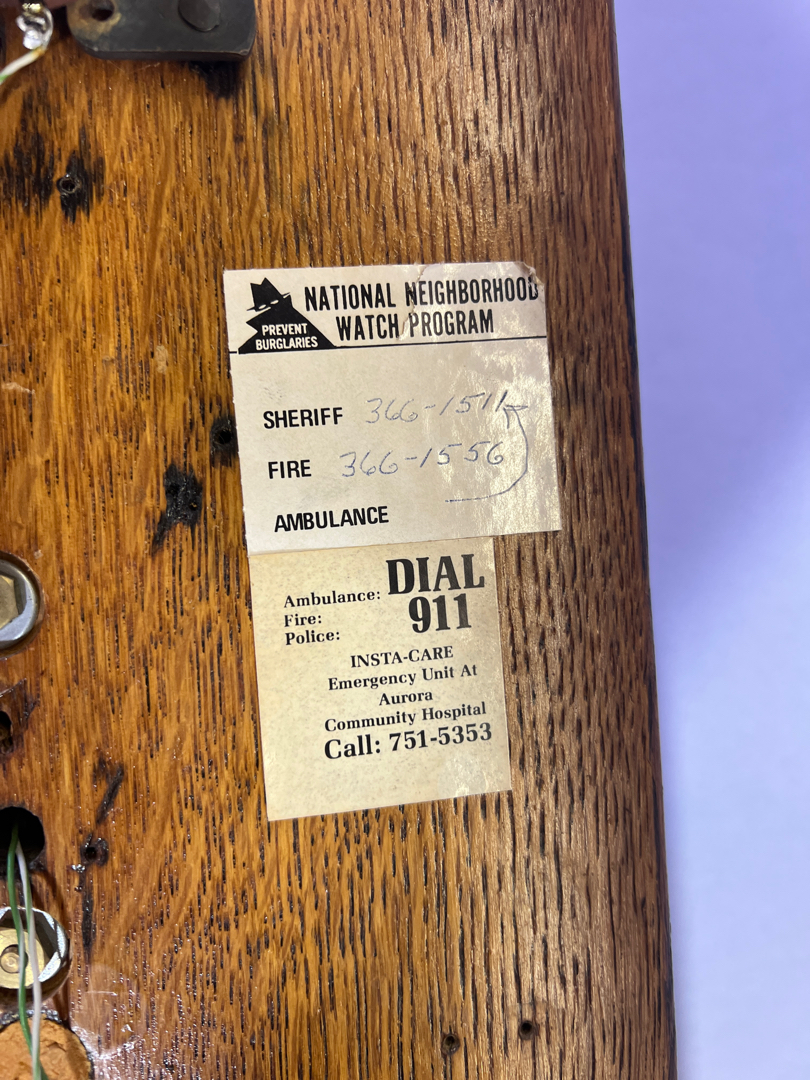 NATIONAL NEIGHBORHOOD
WATCH PROGRAM
PREVENT
BURGLARIES
SHERIFF 366-1511
FIRE 366-1556
AMBULANCE
Ambulance:
Fire:
Police:
DIAL
911
INSTA-CARE
Emergency Unit At
Aurora
Community Hospital
Call: 751-5353